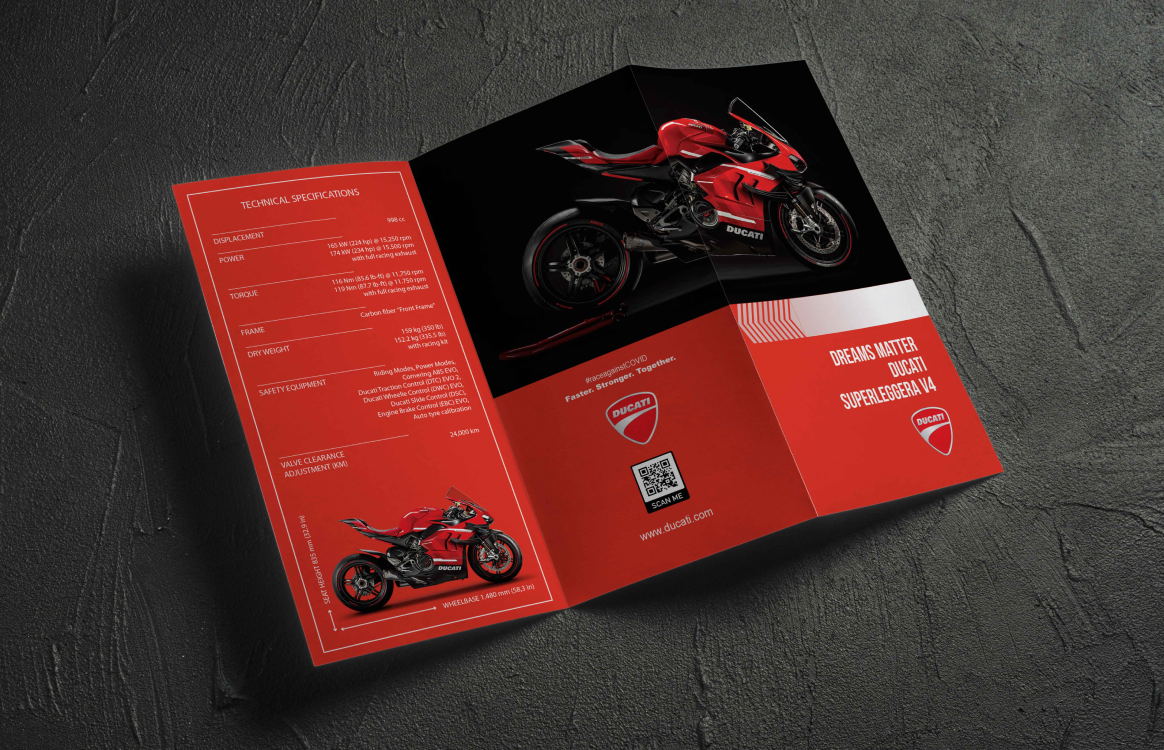 TECHNICAL SPECIFICATIONS
DISPLACEMENT
998 cc
POWER
165 kW (224 hp) @ 15,250 rpm
174 kW (234 hp) @ 15,500 rpm
with full racing exhaust
TORQUE
116 Nm (85.6 lb-ft) @ 11,750 rpm
119 Nm (87.7 lb-ft) @ 11,750 rpm
with full racing exhaust
FRAME
Carbon fiber "Front Frame"
DRY WEIGHT
159 kg (350 lb)
152.2 kg (335.5 lb)
with racing kit
SAFETY EQUIPMENT
Riding Modes, Power Modes,
Cornering ABS EVO,
Ducati Traction Control (DTC) EVO 2,
Ducati Wheelie Control (DWC) EVO,
Ducati Slide Control (DSC),
Engine Brake Control (EBC) EVO,
Auto tyre calibration
VALVE CLEARANCE
ADJUSTMENT (KM)
24,000 km
SEAT HEIGHT 835 mm (32.9 in)
DUCATI
WHEELBASE 1.480 mm (58,3 in)
DUCATI
#raceagainstCOVID
Faster. Stronger. Together.
DUCATI
SCAN ME
www.ducati.com
DREAMS MATTER
DUCATI
SUPERLEGGERA V4
DUCATI